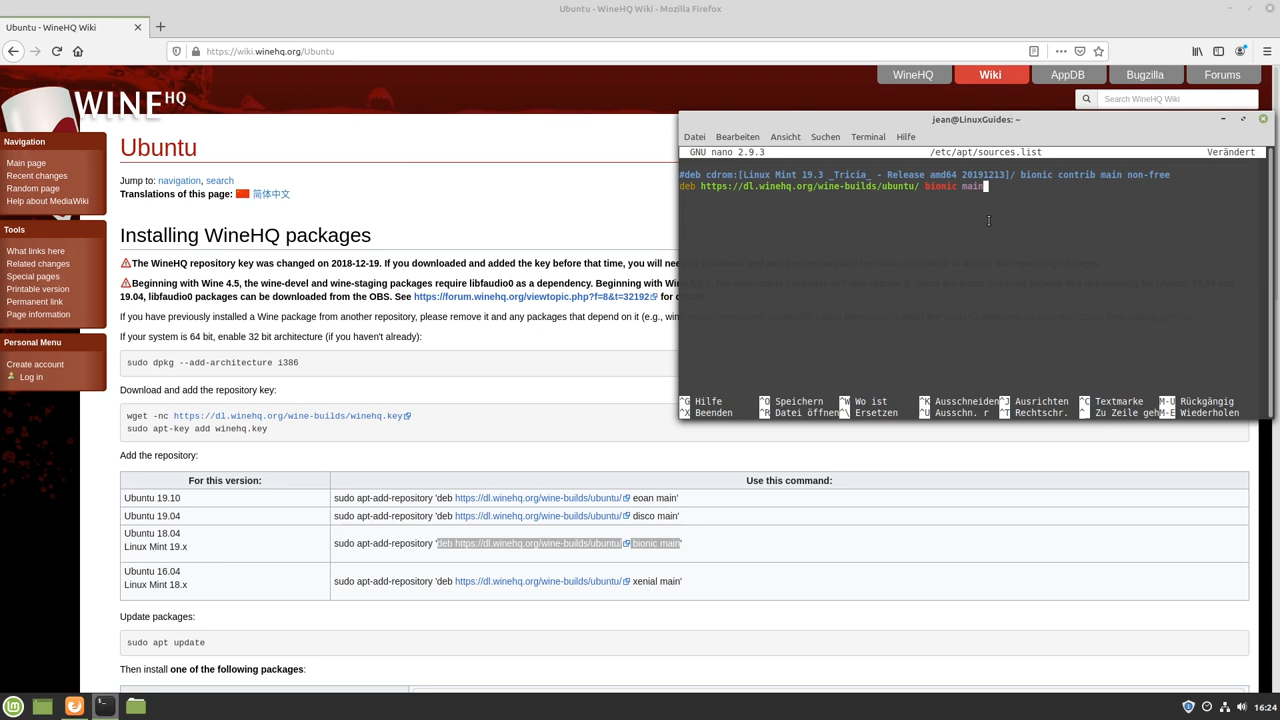 Ubuntu - WineHQ Wiki - Mozilla Firefox
Ubuntu - WineHQ Wiki
https://wiki.winehq.org/Ubuntu
WineHQ
Wiki
AppDB
Bugzilla
Forums
WINE HQ
Search WineHQ Wiki
Navigation
Main page
Recent changes
Random page
Help about MediaWiki
Tools
What links here
Related changes
Special pages
Printable version
Permanent link
Page information
Personal Menu
Create account
Log in
Ubuntu
Jump to: navigation, search
Translations of this page: 简体中文
Installing WineHQ packages
The WineHQ repository key was changed on 2018-12-19. If you downloaded and added the key before that time, you will nee
Beginning with Wine 4.5, the wine-devel and wine-staging packages require libfaudio0 as a dependency. Beginning with W
19.04, libfaudio0 packages can be downloaded from the OBS. See https://forum.winehq.org/viewtopic.php?f=8&t=32192 for
If you have previously installed a Wine package from another repository, please remove it and any packages that depend on it (e.g., win
If your system is 64 bit, enable 32 bit architecture (if you haven't already):
sudo dpkg --add-architecture i386
Download and add the repository key:
wget -nc https://dl.winehq.org/wine-builds/winehq.key
sudo apt-key add winehq.key
Add the repository:
For this version: Use this command:
Ubuntu 19.10 sudo apt-add-repository 'deb https://dl.winehq.org/wine-builds/ubuntu/ eoan main'
Ubuntu 19.04 sudo apt-add-repository 'deb https://dl.winehq.org/wine-builds/ubuntu/ disco main'
Ubuntu 18.04
Linux Mint 19.x
sudo apt-add-repository 'deb https://dl.winehq.org/wine-builds/ubuntu/ bionic main'
Ubuntu 16.04
Linux Mint 18.x
sudo apt-add-repository 'deb https://dl.winehq.org/wine-builds/ubuntu/ xenial main'
Update packages:
sudo apt update
Then install one of the following packages:
jean@LinuxGuides: ~
Datei Bearbeiten Ansicht Suchen Terminal Hilfe
GNU nano 2.9.3 /etc/apt/sources.list Verändert
#deb cdrom:[Linux Mint 19.3 _Tricia_ - Release amd64 20191213]/ bionic contrib main non-free
deb https://dl.winehq.org/wine-builds/ubuntu/ bionic main
^G Hilfe ^O Speichern ^W Wo ist ^K Ausschneiden ^J Ausrichten ^C Textmarke M-U Rückgängig
^X Beenden ^R Datei öffnen ^\ Ersetzen ^U Ausschn. r ^T Rechtschr. ^_ Zu Zeile geh M-E Wiederholen
16:24